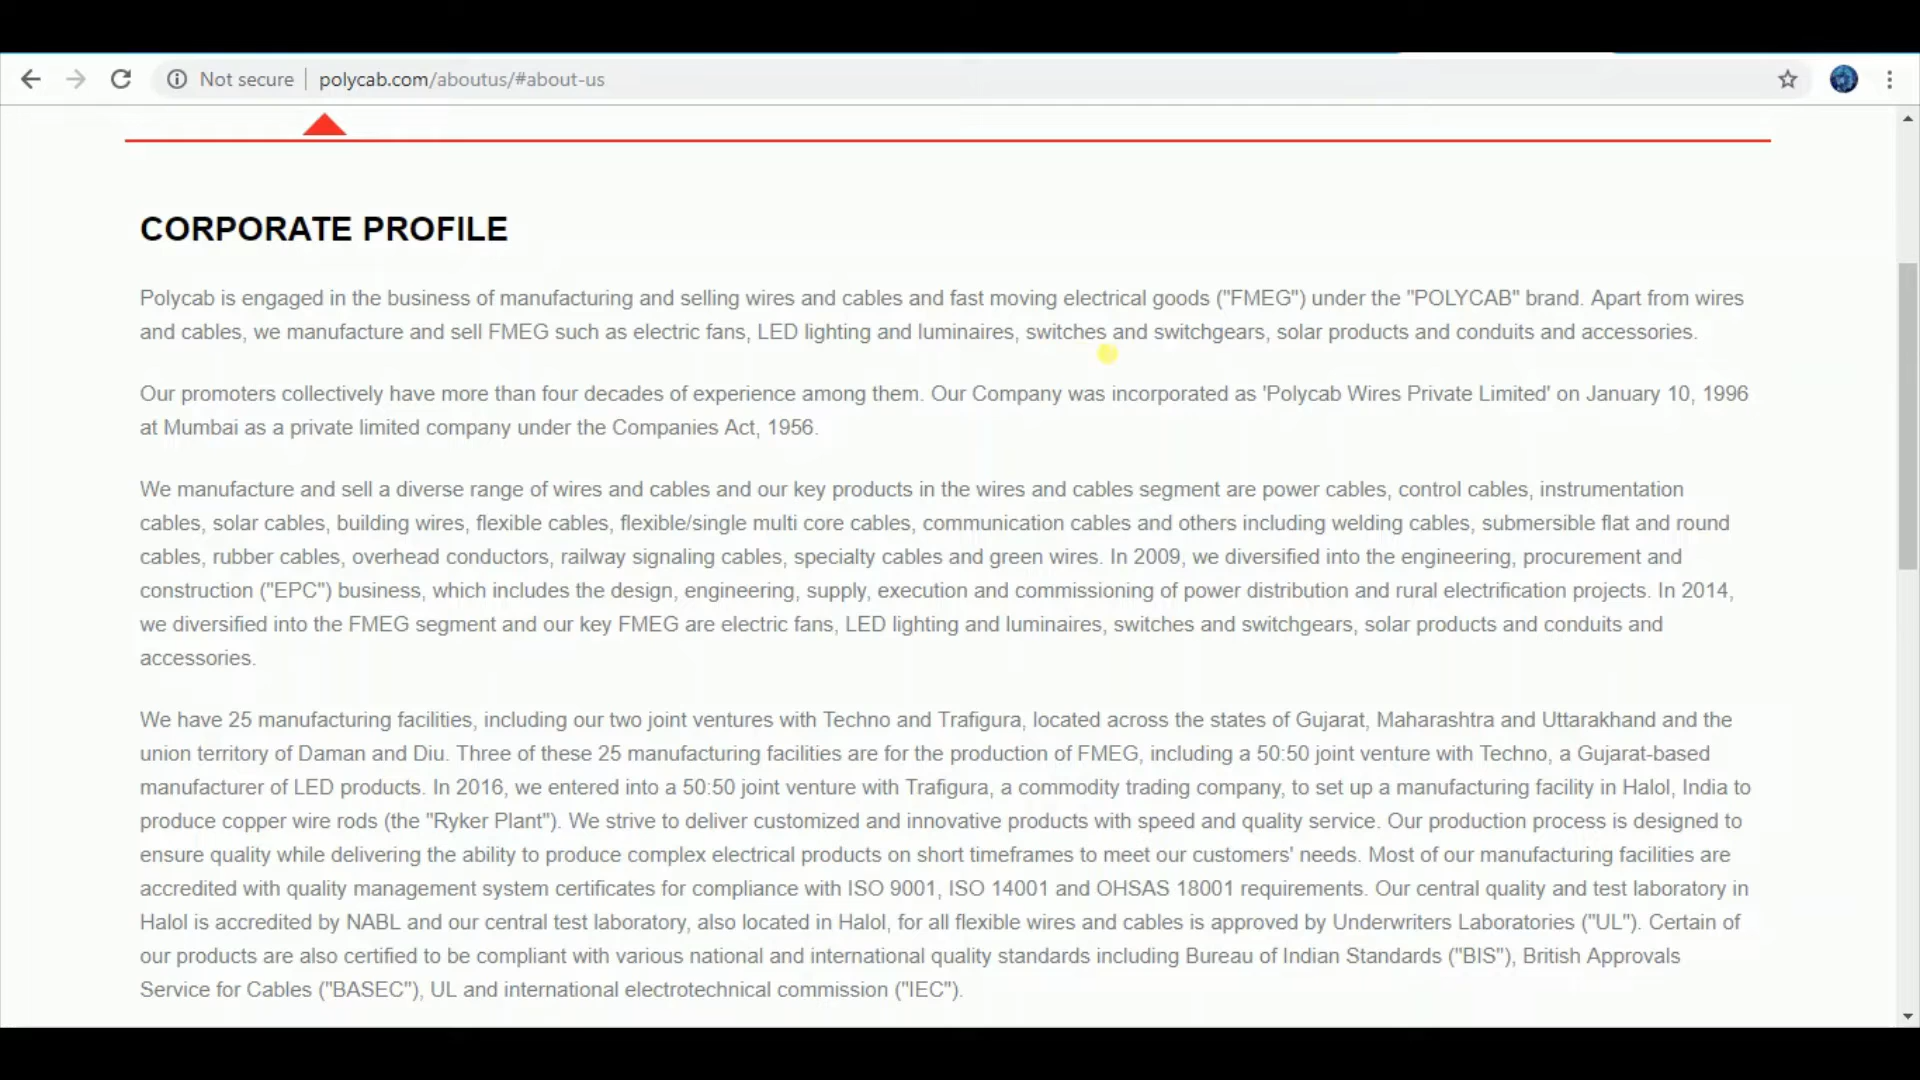 Not secure
polycab.com/aboutus/#about-us
CORPORATE PROFILE
Polycab is engaged in the business of manufacturing and selling wires and cables and fast moving electrical goods ("FMEG") under the "POLYCAB" brand. Apart from wires
and cables, we manufacture and sell FMEG such as electric fans, LED lighting and luminaires, switches and switchgears, solar products and conduits and accessories.
Our promoters collectively have more than four decades of experience among them. Our Company was incorporated as 'Polycab Wires Private Limited' on January 10, 1996
at Mumbai as a private limited company under the Companies Act, 1956.
We manufacture and sell a diverse range of wires and cables and our key products in the wires and cables segment are power cables, control cables, instrumentation
cables, solar cables, building wires, flexible cables, flexible/single multi core cables, communication cables and others including welding cables, submersible flat and round
cables, rubber cables, overhead conductors, railway signaling cables, specialty cables and green wires. In 2009, we diversified into the engineering, procurement and
construction ("EPC") business, which includes the design, engineering, supply, execution and commissioning of power distribution and rural electrification projects. In 2014,
we diversified into the FMEG segment and our key FMEG are electric fans, LED lighting and luminaires, switches and switchgears, solar products and conduits and
accessories.
We have 25 manufacturing facilities, including our two joint ventures with Techno and Trafigura, located across the states of Gujarat, Maharashtra and Uttarakhand and the
union territory of Daman and Diu. Three of these 25 manufacturing facilities are for the production of FMEG, including a 50:50 joint venture with Techno, a Gujarat-based
manufacturer of LED products. In 2016, we entered into a 50:50 joint venture with Trafigura, a commodity trading company, to set up a manufacturing facility in Halol, India to
produce copper wire rods (the "Ryker Plant"). We strive to deliver customized and innovative products with speed and quality service. Our production process is designed to
ensure quality while delivering the ability to produce complex electrical products on short timeframes to meet our customers' needs. Most of our manufacturing facilities are
accredited with quality management system certificates for compliance with ISO 9001, ISO 14001 and OHSAS 18001 requirements. Our central quality and test laboratory in
Halol is accredited by NABL and our central test laboratory, also located in Halol, for all flexible wires and cables is approved by Underwriters Laboratories ("UL"). Certain of
our products are also certified to be compliant with various national and international quality standards including Bureau of Indian Standards ("BIS"), British Approvals
Service for Cables ("BASEC"), UL and international electrotechnical commission ("IEC").